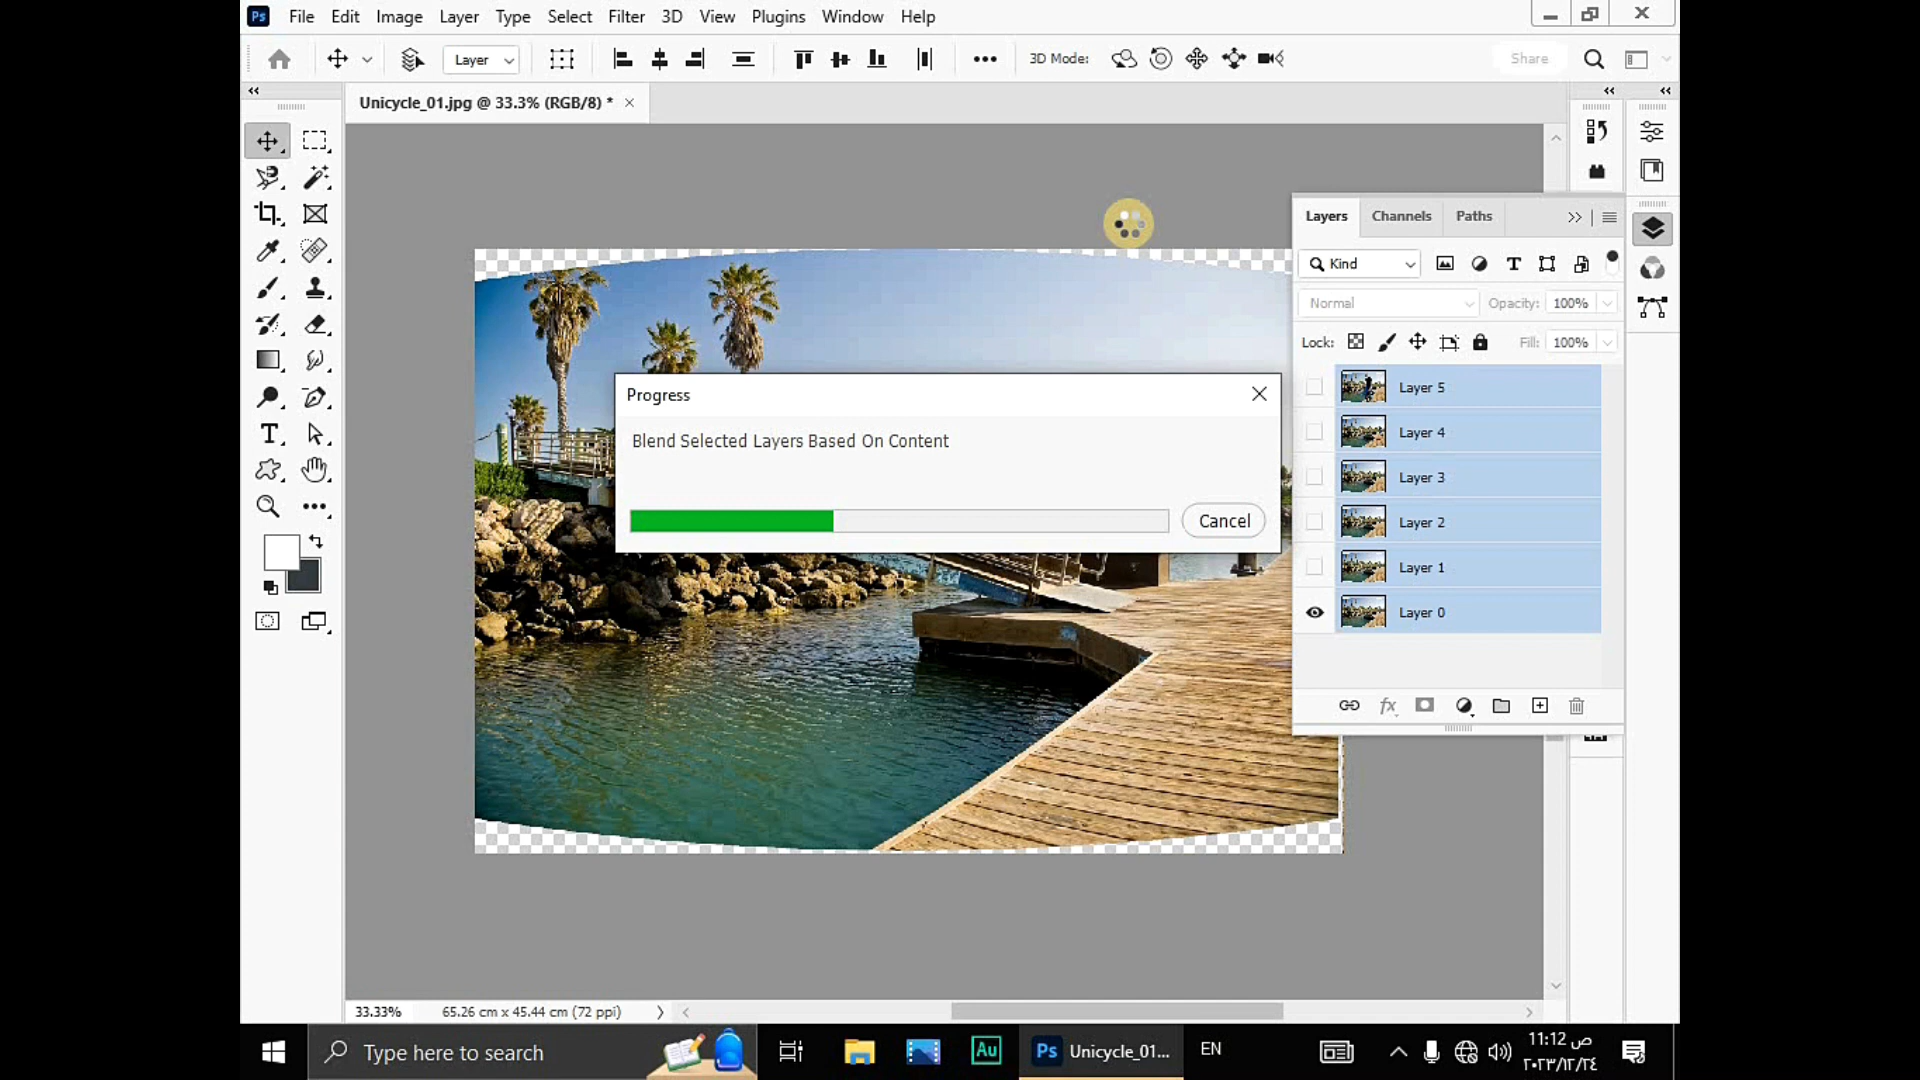 Ps File Edit Image Layer Type Select Filter 3D View Plugins Window Help
Layer 3D Mode: Share
Unicycle_01.jpg @ 33.3% (RGB/8) *
Layers Channels Paths
Kind
Normal Opacity: 100%
Lock: Fill: 100%
Layer 5
Layer 4
Layer 3
Layer 2
Layer 1
Layer 0
Progress
Blend Selected Layers Based On Content
Cancel
33.33% 65.26 cm x 45.44 cm (72 ppi)
Type here to search
Au
Ps Unicycle_01...
EN
11:12 ص
٢٠٢٣/١٢/٢٤